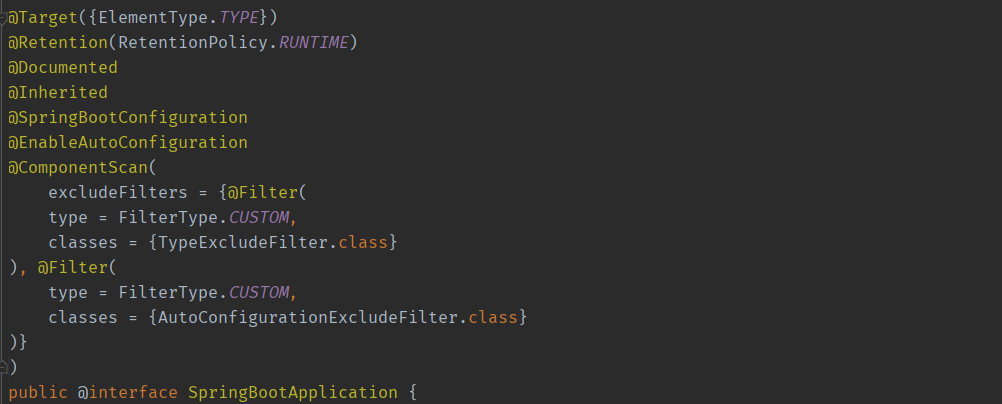 @Target({ElementType.TYPE})
@Retention(RetentionPolicy.RUNTIME)
@Documented
@Inherited
@SpringBootConfiguration
@EnableAutoConfiguration
@ComponentScan(
    excludeFilters = {@Filter(
    type = FilterType.CUSTOM,
    classes = {TypeExcludeFilter.class}
), @Filter(
    type = FilterType.CUSTOM,
    classes = {AutoConfigurationExcludeFilter.class}
)}
)
public @interface SpringBootApplication {